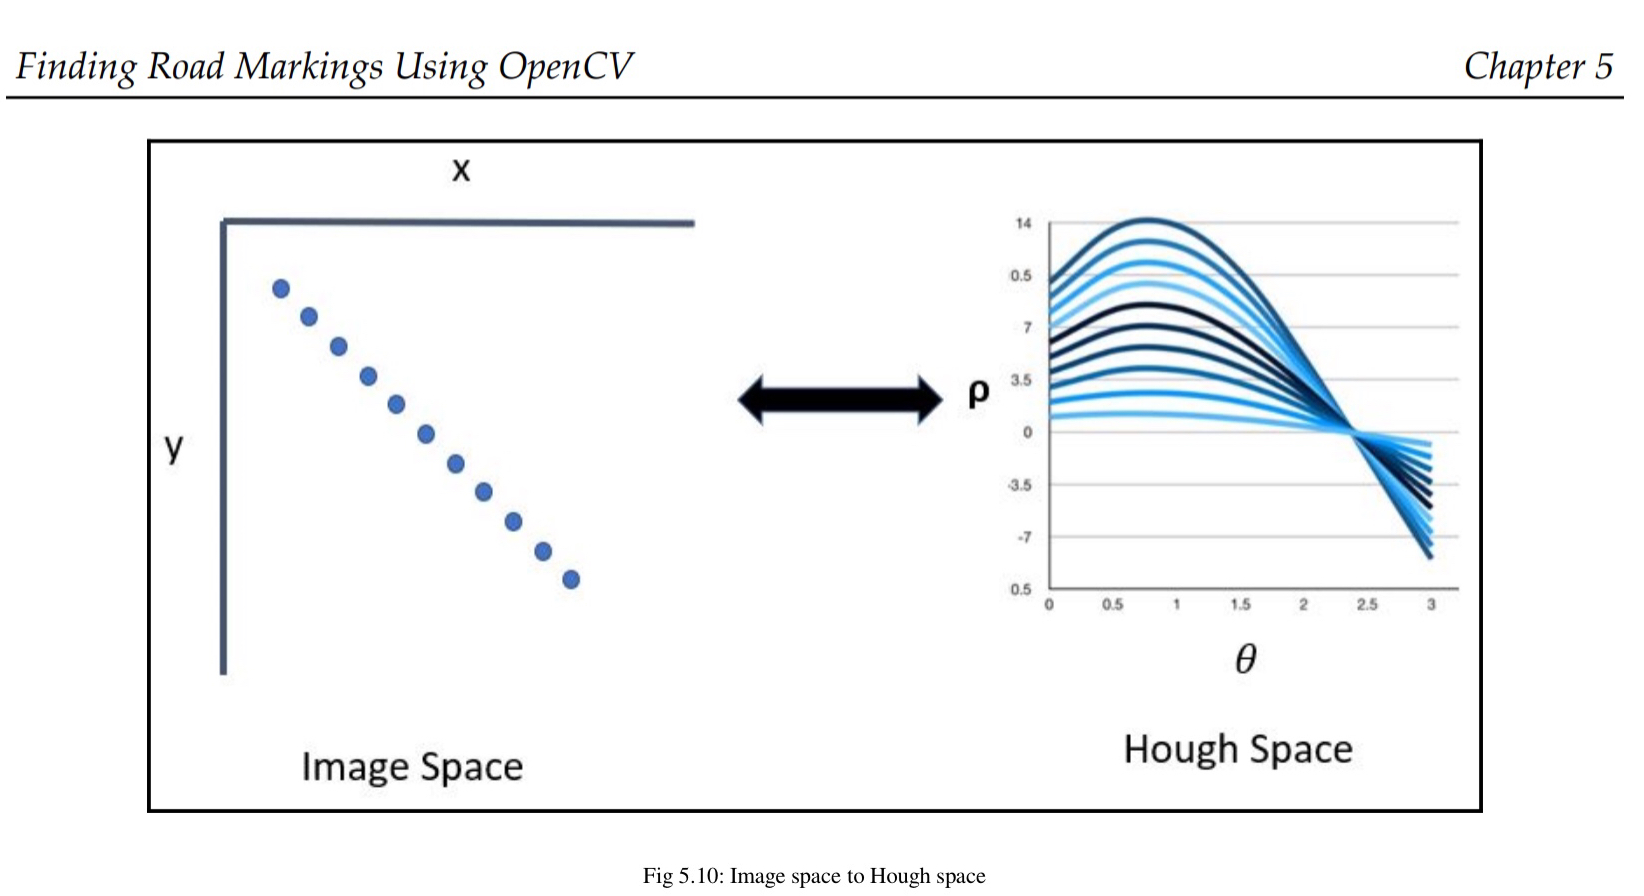 Finding Road Markings Using OpenCV Chapter 5
x
y
Image Space
ρ
14
0.5
7
3.5
0
-3.5
-7
0.5
0 0.5 1 1.5 2 2.5 3
θ
Hough Space
Fig 5.10: Image space to Hough space